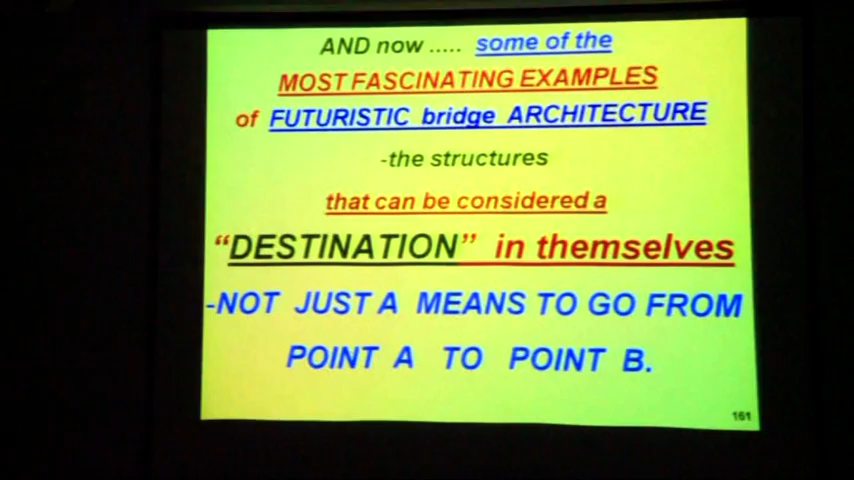 AND now ..... some of the
MOST FASCINATING EXAMPLES
of FUTURISTIC bridge ARCHITECTURE
-the structures
that can be considered a
“DESTINATION” in themselves
-NOT JUST A MEANS TO GO FROM
POINT A TO POINT B.
161